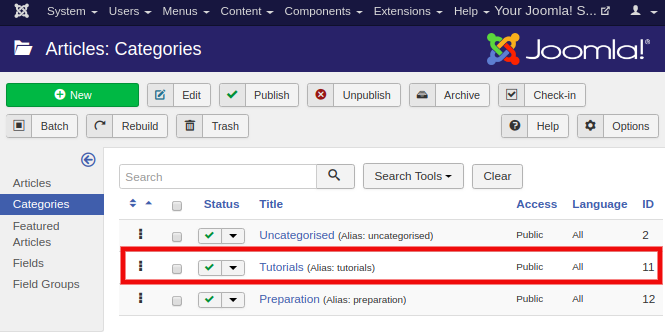 System Users Menus Content Components Extensions Help Your Joomla! S...
Articles: Categories Joomla!®
New Edit Publish Unpublish Archive Check-in
Batch Rebuild Trash Help Options
Search Search Tools Clear
Articles
Categories
Featured
Articles
Fields
Field Groups
Status Title Access Language ID
Uncategorised (Alias: uncategorised) Public All 2
Tutorials (Alias: tutorials) Public All 11
Preparation (Alias: preparation) Public All 12